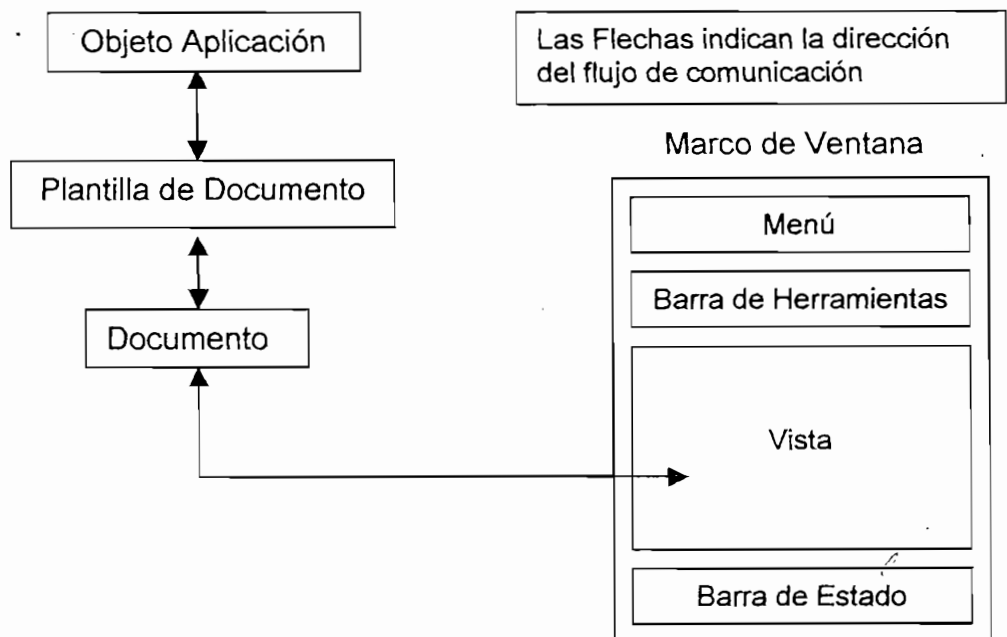 Objeto Aplicación
Las Flechas indican la dirección
del flujo de comunicación
Plantilla de Documento
Documento
Marco de Ventana
Menú
Barra de Herramientas
Vista
Barra de Estado